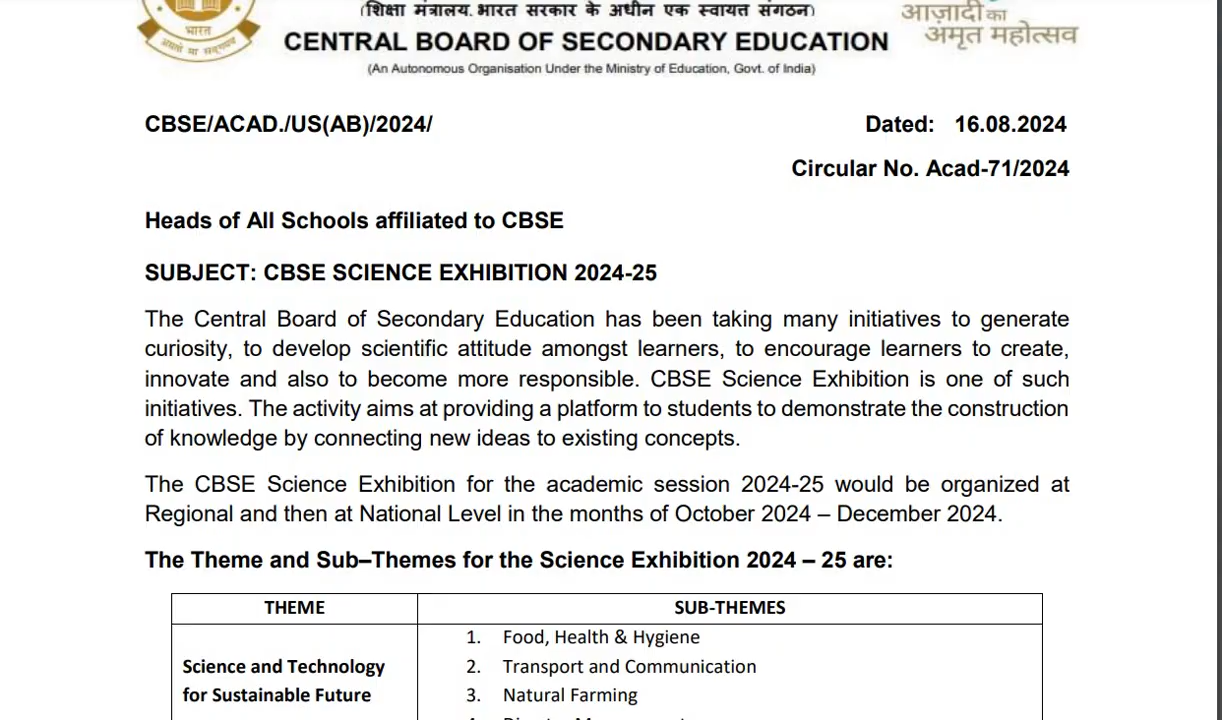 (शिक्षा मंत्रालय, भारत सरकार के अधीन एक स्वायत्त संगठन)
आज़ादी का
अमृत महोत्सव
भारत
असतो मा सद्गमय
CENTRAL BOARD OF SECONDARY EDUCATION
(An Autonomous Organisation Under the Ministry of Education, Govt. of India)
CBSE/ACAD./US(AB)/2024/ Dated: 16.08.2024
Circular No. Acad-71/2024
Heads of All Schools affiliated to CBSE
SUBJECT: CBSE SCIENCE EXHIBITION 2024-25
The Central Board of Secondary Education has been taking many initiatives to generate
curiosity, to develop scientific attitude amongst learners, to encourage learners to create,
innovate and also to become more responsible. CBSE Science Exhibition is one of such
initiatives. The activity aims at providing a platform to students to demonstrate the construction
of knowledge by connecting new ideas to existing concepts.
The CBSE Science Exhibition for the academic session 2024-25 would be organized at
Regional and then at National Level in the months of October 2024 – December 2024.
The Theme and Sub–Themes for the Science Exhibition 2024 – 25 are:
THEME SUB-THEMES
1. Food, Health & Hygiene
Science and Technology 2. Transport and Communication
for Sustainable Future 3. Natural Farming